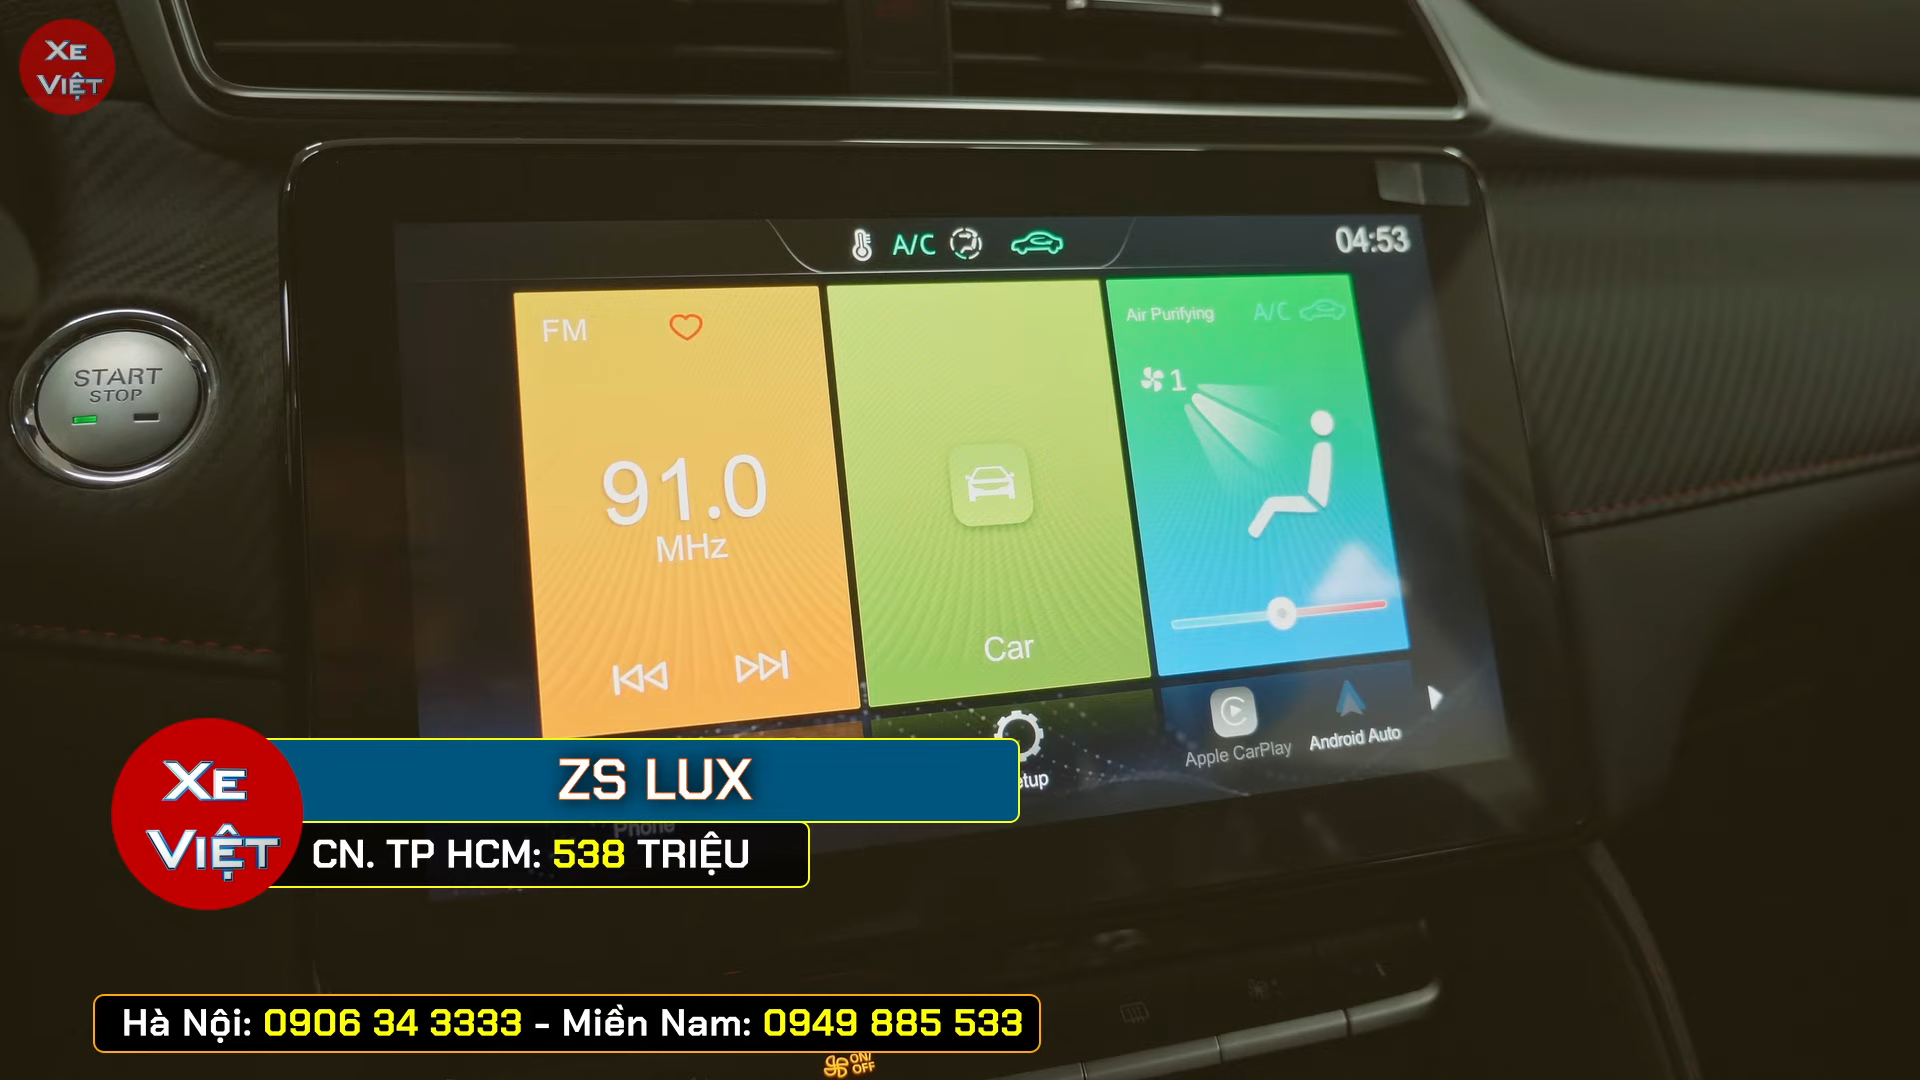 XE
VIỆT
A/C
04:53
START
STOP
FM
91.0
MHz
Car
Air Purifying A/C
1
Apple CarPlay
Android Auto
etup
Phone
XE
VIỆT
ZS LUX
CN. TP HCM: 538 TRIỆU
Hà Nội: 0906 34 3333 - Miền Nam: 0949 885 533
ON/
OFF